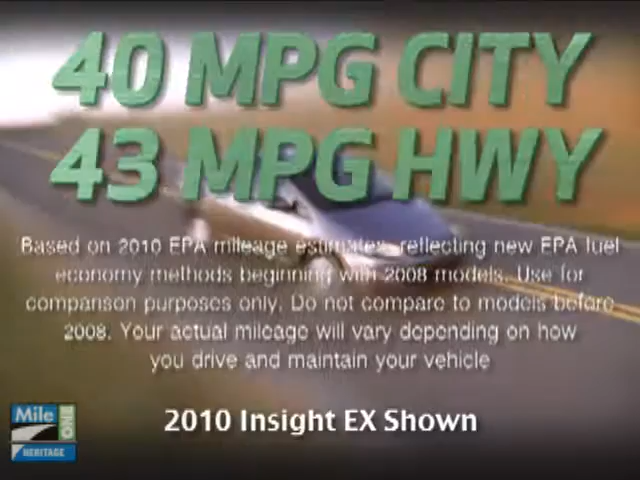 40 MPG CITY
43 MPG HWY
Based on 2010 EPA mileage estimates, reflecting new EPA fuel
economy methods beginning with 2008 models. Use for
comparison purposes only. Do not compare to models before
2008. Your actual mileage will vary depending on how
you drive and maintain your vehicle
2010 Insight EX Shown
Mile
ONE
HERITAGE